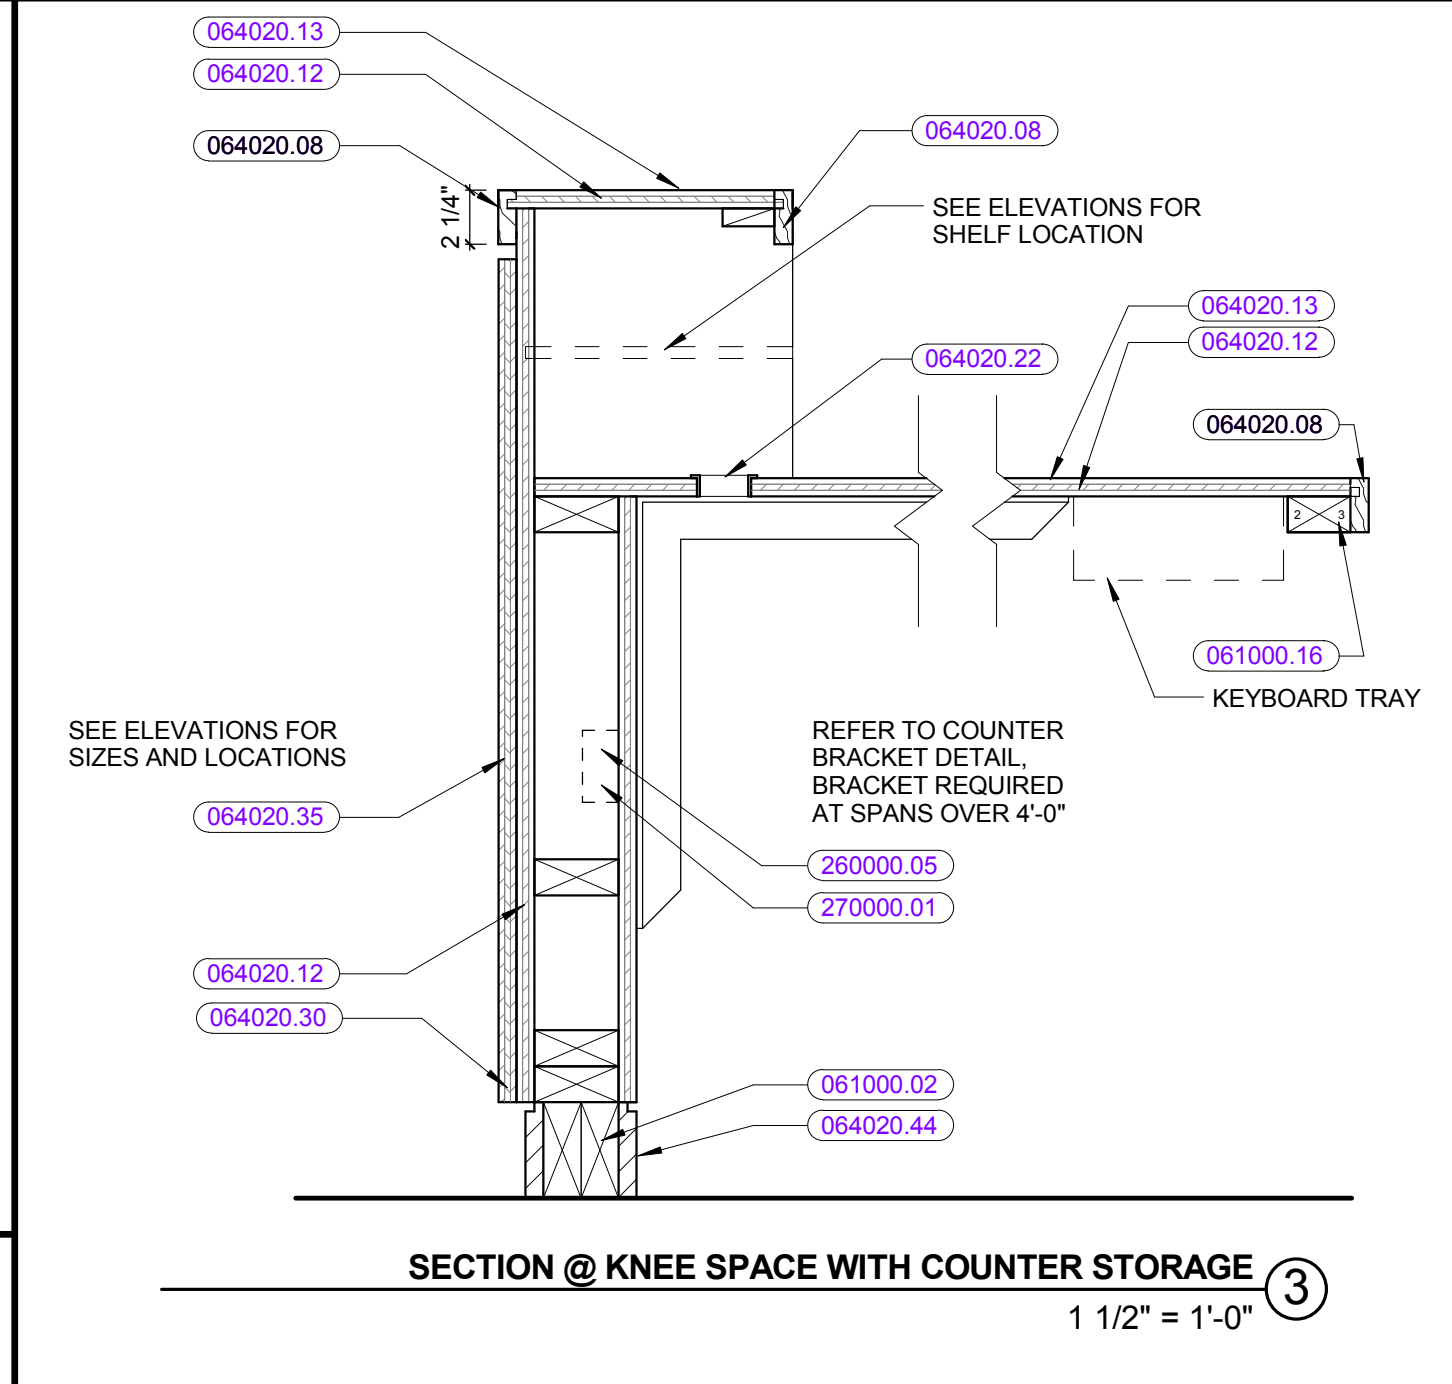 064020.13
064020.12
064020.08
064020.08
2 1/4"
SEE ELEVATIONS FOR
SHELF LOCATION
064020.13
064020.12
064020.22
064020.08
2 3
061000.16
KEYBOARD TRAY
SEE ELEVATIONS FOR
SIZES AND LOCATIONS
REFER TO COUNTER
BRACKET DETAIL,
BRACKET REQUIRED
AT SPANS OVER 4'-0"
064020.35
260000.05
270000.01
064020.12
064020.30
061000.02
064020.44
SECTION @ KNEE SPACE WITH COUNTER STORAGE
3
1 1/2" = 1'-0"